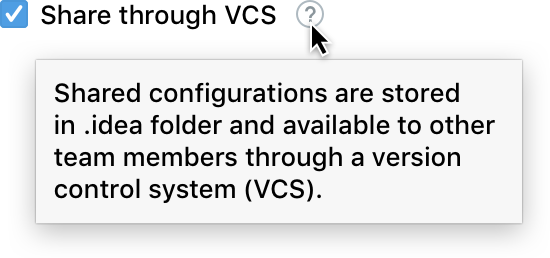 Share through VCS ?
Shared configurations are stored
in .idea folder and available to other
team members through a version
control system (VCS).